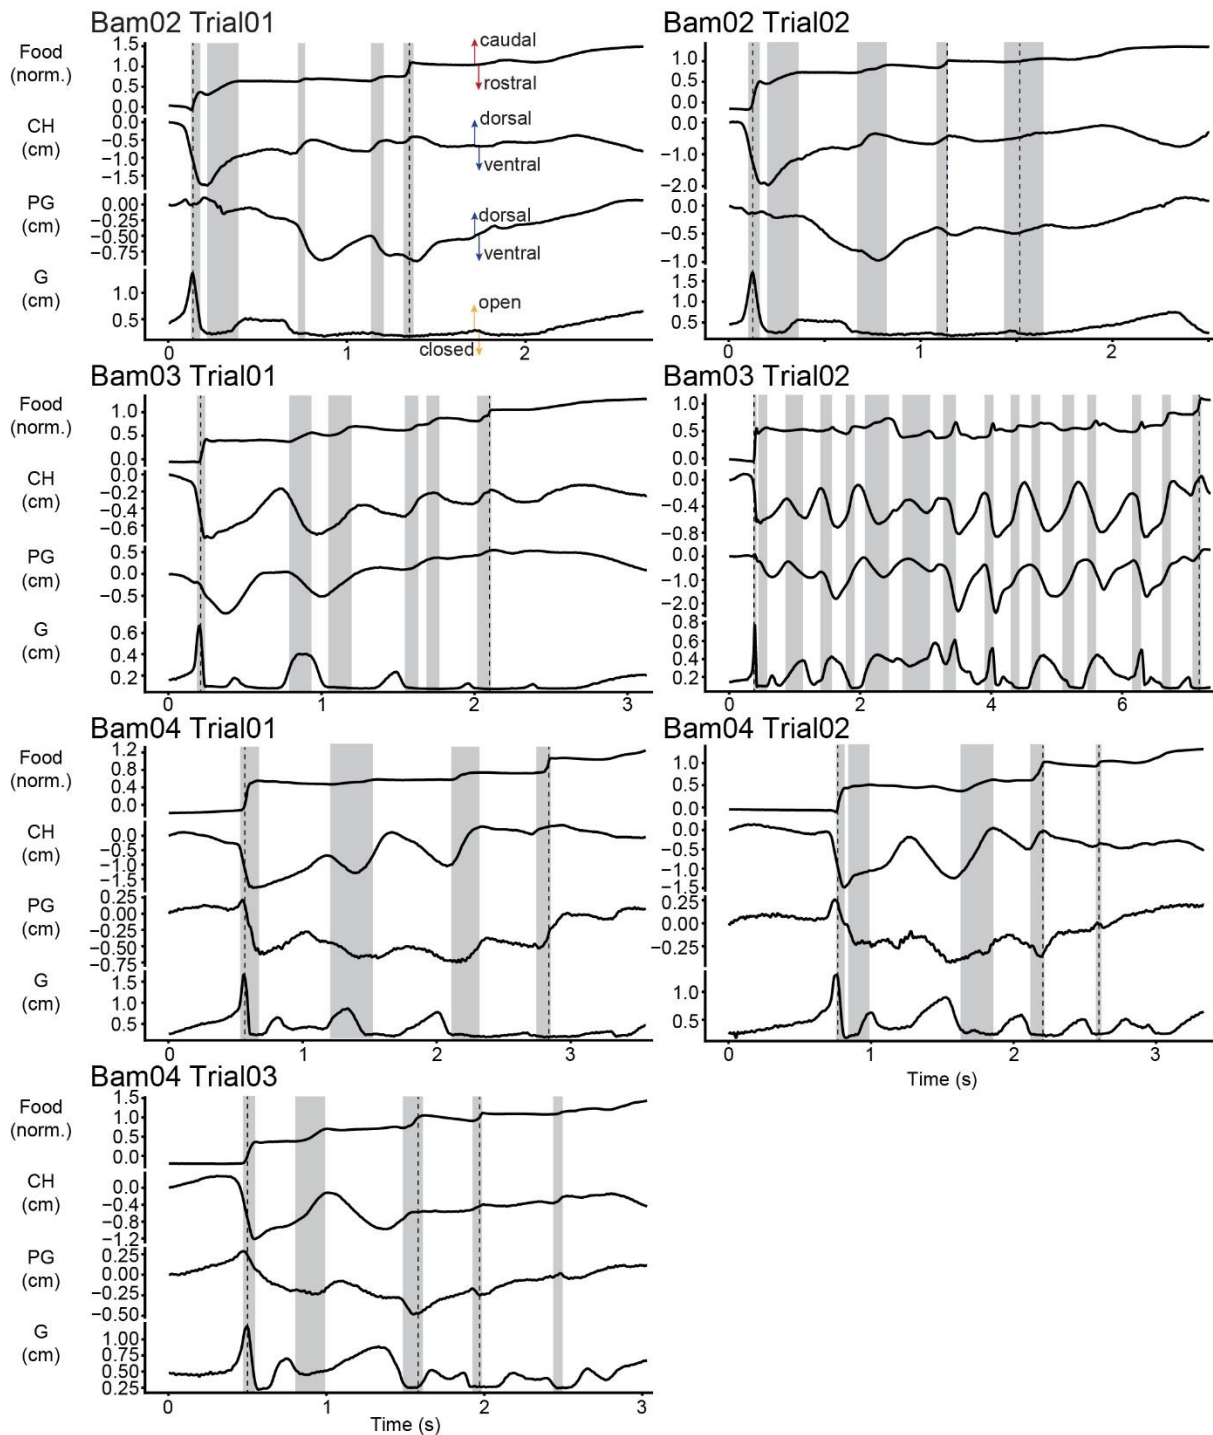 Bam02 Trial01
Food
(norm.)
1.5
1.0
0.5
0.0
caudal
rostral
CH
(cm)
0.0
−0.5
−1.0
−1.5
dorsal
ventral
PG
(cm)
0.00
−0.25
−0.50
−0.75
dorsal
ventral
G
(cm)
1.0
0.5
open
closed
0 1 2
Bam02 Trial02
1.5
1.0
0.5
0.0
0.0
−1.0
−2.0
0.0
−0.5
−1.0
1.5
1.0
0.5
0 1 2
Bam03 Trial01
Food
(norm.)
1.0
0.5
0.0
CH
(cm)
0.0
−0.2
−0.4
−0.6
PG
(cm)
0.5
0.0
−0.5
G
(cm)
0.6
0.4
0.2
0 1 2 3
Bam03 Trial02
1.0
0.5
0.0
0.0
−0.4
−0.8
0.0
−1.0
−2.0
0.8
0.6
0.4
0.2
0 2 4 6
Bam04 Trial01
Food
(norm.)
1.2
0.8
0.4
0.0
CH
(cm)
0.0
−0.5
−1.0
−1.5
PG
(cm)
0.25
0.00
−0.25
−0.50
−0.75
G
(cm)
1.5
1.0
0.5
0 1 2 3
Bam04 Trial02
1.0
0.5
0.0
0.0
−0.5
−1.0
−1.5
0.25
0.00
−0.25
1.0
0.5
0 1 2 3
Time (s)
Bam04 Trial03
Food
(norm.)
1.5
1.0
0.5
0.0
CH
(cm)
0.0
−0.4
−0.8
−1.2
PG
(cm)
0.25
0.00
−0.25
−0.50
G
(cm)
1.00
0.50
0.25
0 1 2 3
Time (s)